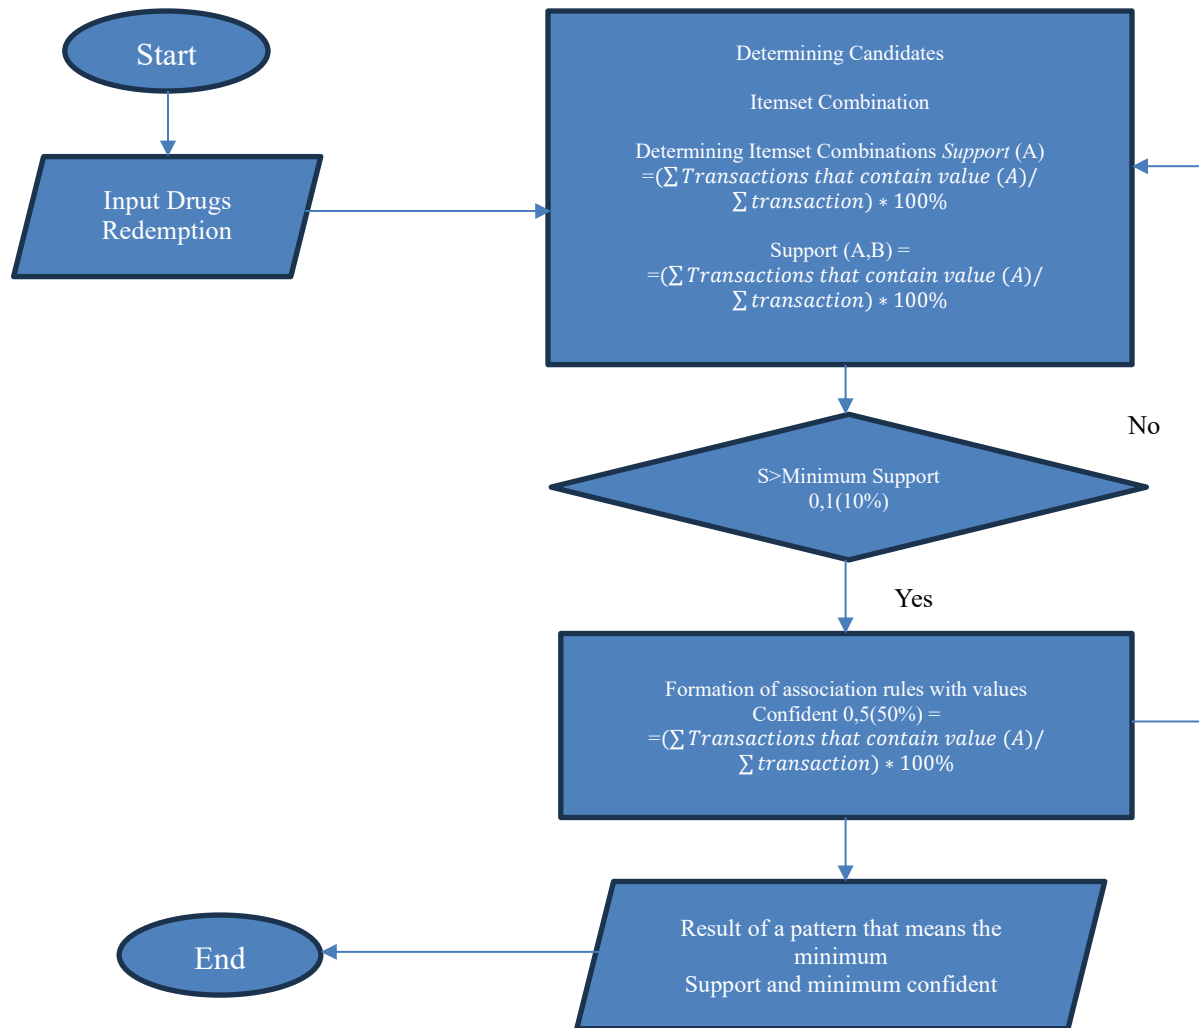 Start
Input Drugs
Redemption
Determining Candidates
Itemset Combination
Determining Itemset Combinations Support (A)
=(∑ Transactions that contain value (A)/
∑ transaction) ∗ 100%
Support (A,B) =
=(∑ Transactions that contain value (A)/
∑ transaction) ∗ 100%
No
S>Minimum Support
0,1(10%)
Yes
Formation of association rules with values
Confident 0,5(50%) =
=(∑ Transactions that contain value (A)/
∑ transaction) ∗ 100%
Result of a pattern that means the
minimum
Support and minimum confident
End